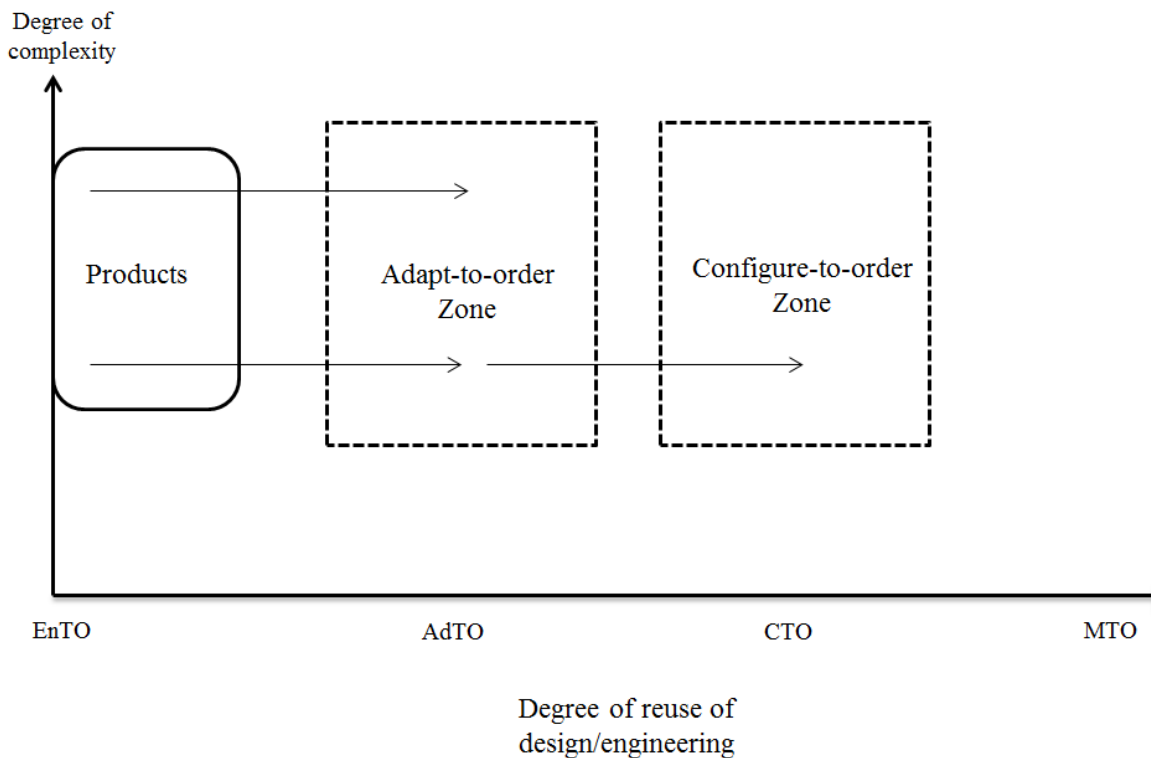 Degree of
complexity
Products
Adapt-to-order
Zone
Configure-to-order
Zone
EnTO
AdTO
CTO
MTO
Degree of reuse of
design/engineering